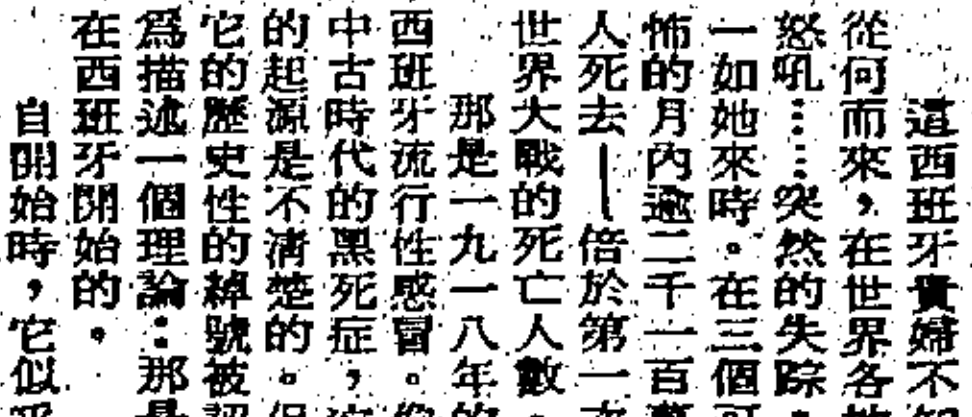 這西班牙貴婦不知
從何而來，在世界各
怒吼……突然的失踪
一如她來時。在三個可
怖的月內逾二千一百萬
人死去—倍於第一次
世界大戰的死亡人數。
那是一九一八年的
西班牙流行性感冒。像
中古時代的黑死症，
的起源是不清楚的。但
它的歷史性的綽號被認
爲描述一個理論：那是
在西班牙開始的。
自開始時，它似乎